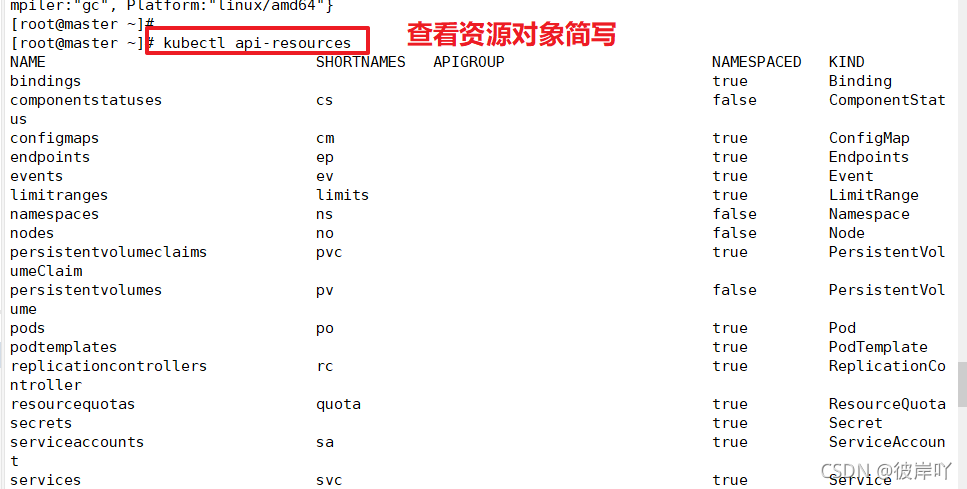 mpiler:"gc", Platform:"linux/amd64"}
[root@master ~]#
[root@master ~]# kubectl api-resources 查看资源对象简写
NAME SHORTNAMES APIGROUP NAMESPACED KIND
bindings true Binding
componentstatuses cs false ComponentStat
us
configmaps cm true ConfigMap
endpoints ep true Endpoints
events ev true Event
limitranges limits true LimitRange
namespaces ns false Namespace
nodes no false Node
persistentvolumeclaims pvc true PersistentVol
umeClaim
persistentvolumes pv false PersistentVol
ume
pods po true Pod
podtemplates true PodTemplate
replicationcontrollers rc true ReplicationCo
ntroller
resourcequotas quota true ResourceQuota
secrets true Secret
serviceaccounts sa true ServiceAccoun
t
services svc true Service
CSDN @彼岸吖